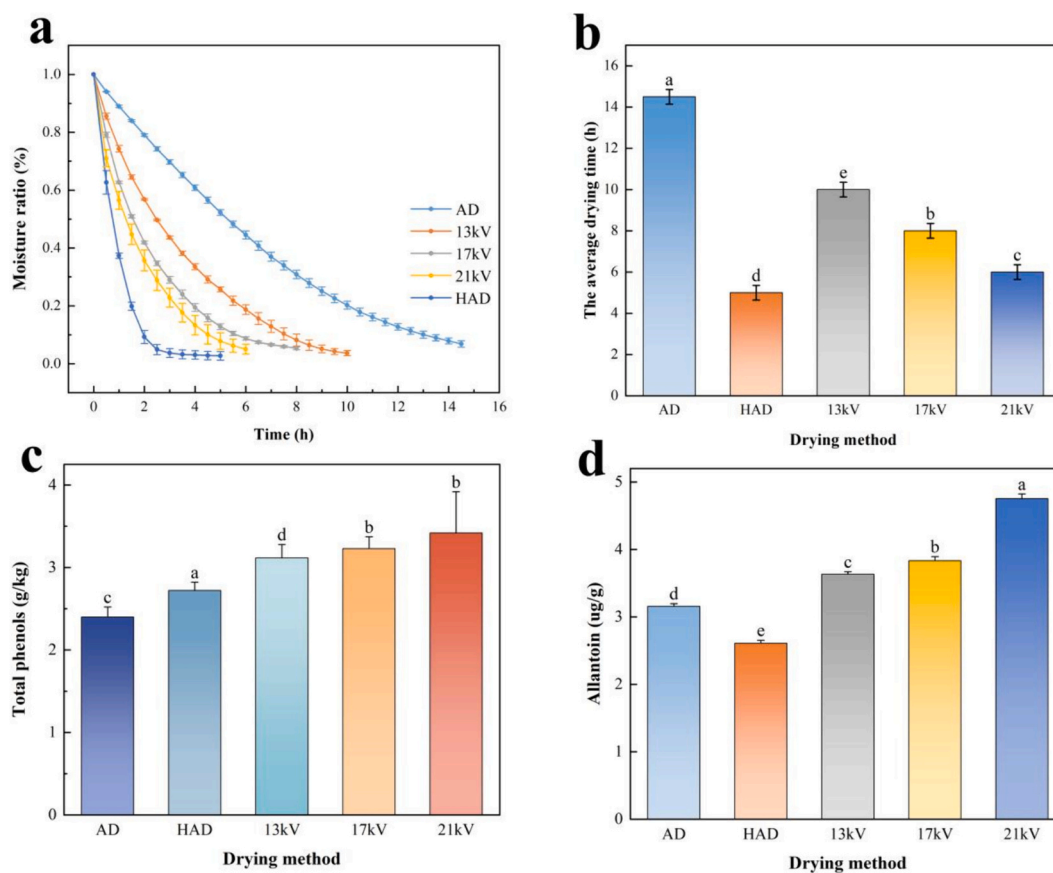 a
Moisture ratio (%)
1.0
0.8
0.6
0.4
0.2
0.0
AD
13kV
17kV
21kV
HAD
0 2 4 6 8 10 12 14 16
Time (h)
b
The average drying time (h)
16
14
12
10
8
6
4
2
0
a
d
e
b
c
AD HAD 13kV 17kV 21kV
Drying method
c
Total phenols (g/kg)
4
3
2
1
0
c
a
d
b
b
AD HAD 13kV 17kV 21kV
Drying method
d
Allantoin (ug/g)
5
4
3
2
1
0
d
e
c
b
a
AD HAD 13kV 17kV 21kV
Drying method